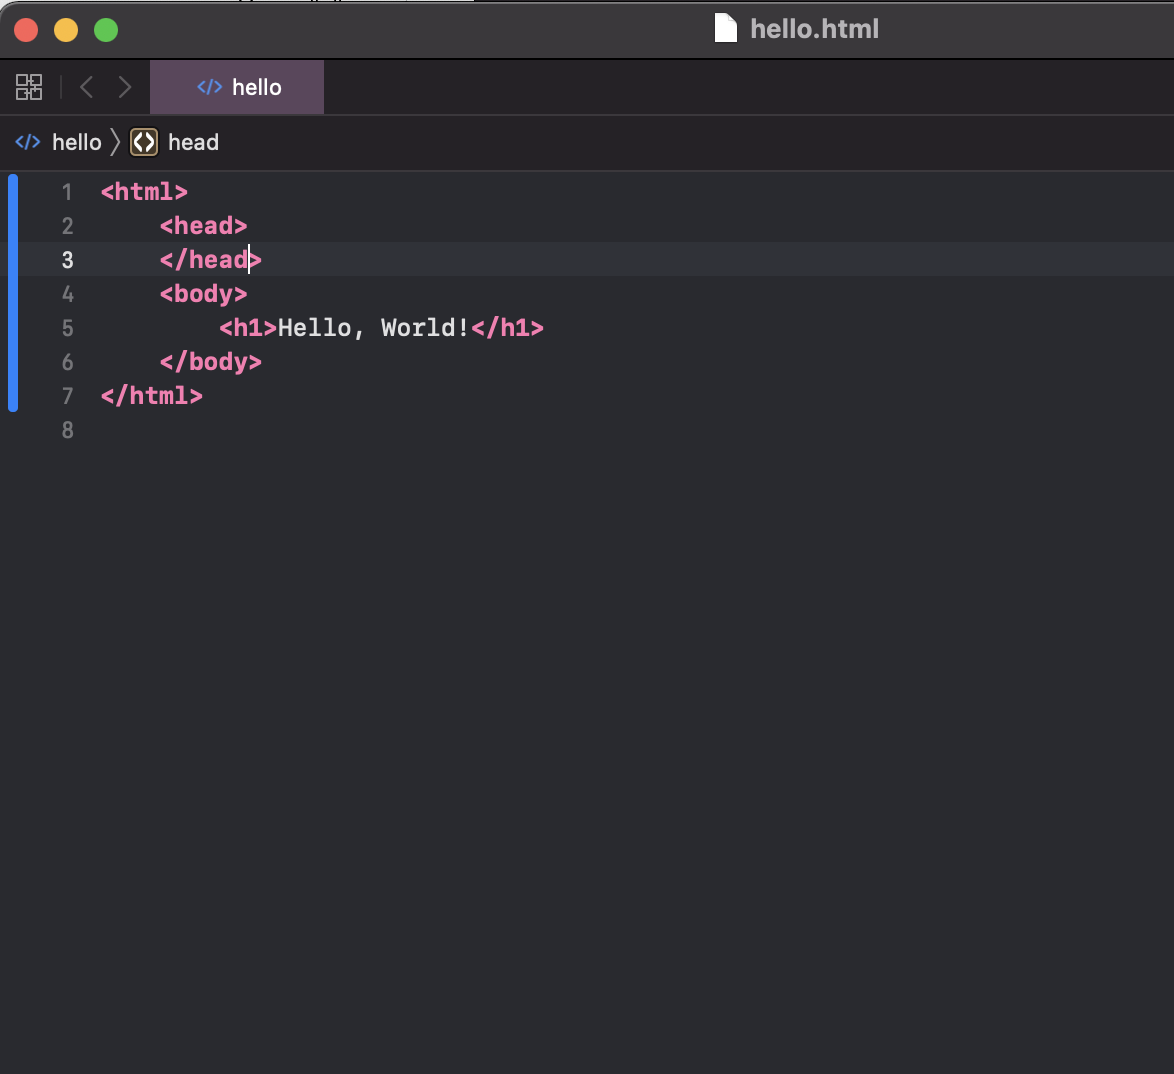 hello.html
</> hello
</> hello 〉 <> head
1 <html>
2     <head>
3     </head>
4     <body>
5         <h1>Hello, World!</h1>
6     </body>
7 </html>
8